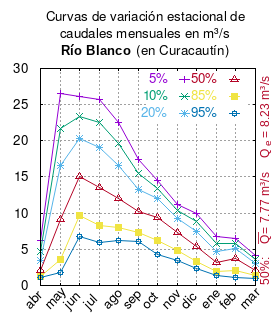 Curvas de variación estacional de
caudales mensuales en m³/s
Río Blanco (en Curacautín)
30
25
20
15
10
5
0
5%
50%
10%
85%
20%
95%
abr
may
jun
jul
ago
sep
oct
nov
dic
ene
feb
mar
50%: Q= 7.77 m³/s Qe = 8.23 m³/s